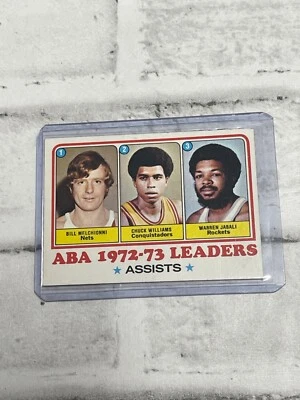 1 2 3
BILL MELCHIONNI CHUCK WILLIAMS WARREN JABALI
Nets Conquistadors Rockets
ABA 1972-73 LEADERS
★ ASSISTS ★